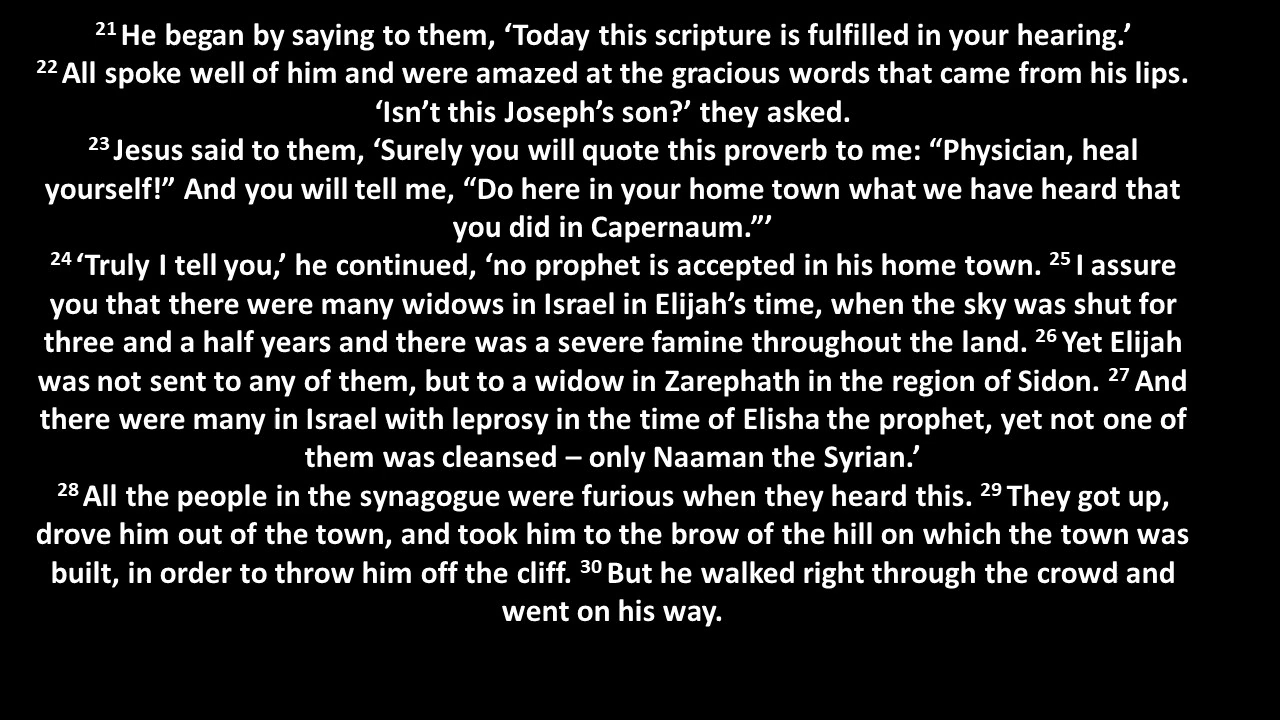 21 He began by saying to them, ‘Today this scripture is fulfilled in your hearing.’
22 All spoke well of him and were amazed at the gracious words that came from his lips.
‘Isn’t this Joseph’s son?’ they asked.
23 Jesus said to them, ‘Surely you will quote this proverb to me: “Physician, heal
yourself!” And you will tell me, “Do here in your home town what we have heard that
you did in Capernaum.”’
24 ‘Truly I tell you,’ he continued, ‘no prophet is accepted in his home town. 25 I assure
you that there were many widows in Israel in Elijah’s time, when the sky was shut for
three and a half years and there was a severe famine throughout the land. 26 Yet Elijah
was not sent to any of them, but to a widow in Zarephath in the region of Sidon. 27 And
there were many in Israel with leprosy in the time of Elisha the prophet, yet not one of
them was cleansed – only Naaman the Syrian.’
28 All the people in the synagogue were furious when they heard this. 29 They got up,
drove him out of the town, and took him to the brow of the hill on which the town was
built, in order to throw him off the cliff. 30 But he walked right through the crowd and
went on his way.